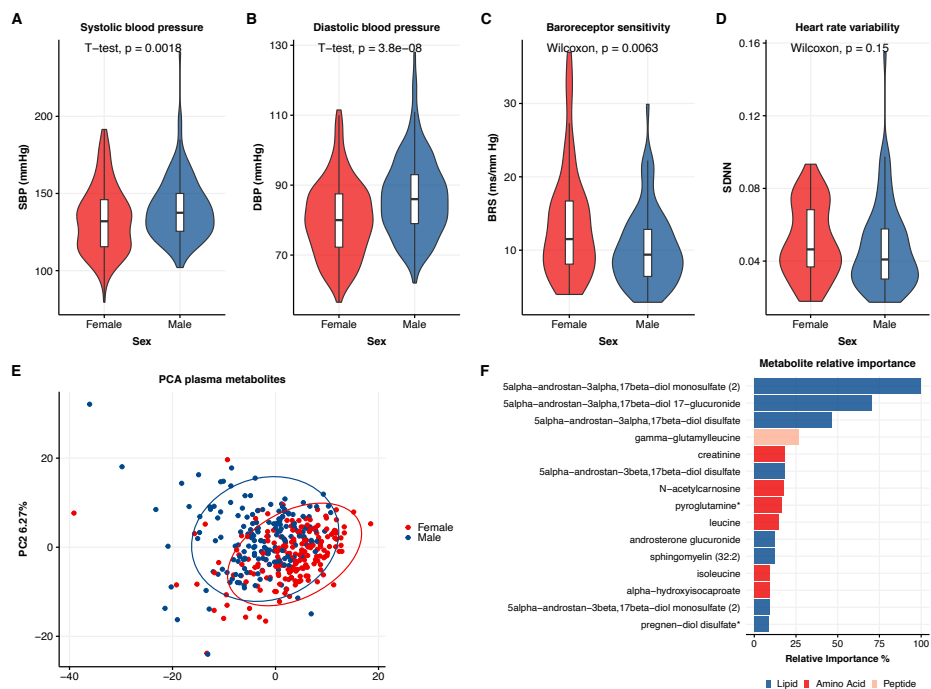 A
Systolic blood pressure
T−test, p = 0.0018
SBP (mmHg)
200
150
100
Female
Male
Sex
B
Diastolic blood pressure
T−test, p = 3.8e−08
DBP (mmHg)
130
110
90
70
Female
Male
Sex
C
Baroreceptor sensitivity
Wilcoxon, p = 0.0063
BRS (ms/mm Hg)
30
20
10
Female
Male
Sex
D
Heart rate variability
Wilcoxon, p = 0.15
SDNN
0.16
0.12
0.08
0.04
Female
Male
Sex
E
PCA plasma metabolites
PC2 6.27%
20
0
−20
−40
−20
0
20
Female
Male
F
Metabolite relative importance
5alpha−androstan−3alpha,17beta−diol monosulfate (2)
5alpha−androstan−3alpha,17beta−diol 17−glucuronide
5alpha−androstan−3alpha,17beta−diol disulfate
gamma−glutamylleucine
creatinine
5alpha−androstan−3beta,17beta−diol disulfate
N−acetylcarnosine
pyroglutamine*
leucine
androsterone glucuronide
sphingomyelin (32:2)
isoleucine
alpha−hydroxyisocaproate
5alpha−androstan−3beta,17beta−diol monosulfate (2)
pregnen−diol disulfate*
0
25
50
75
100
Relative Importance %
Lipid
Amino Acid
Peptide